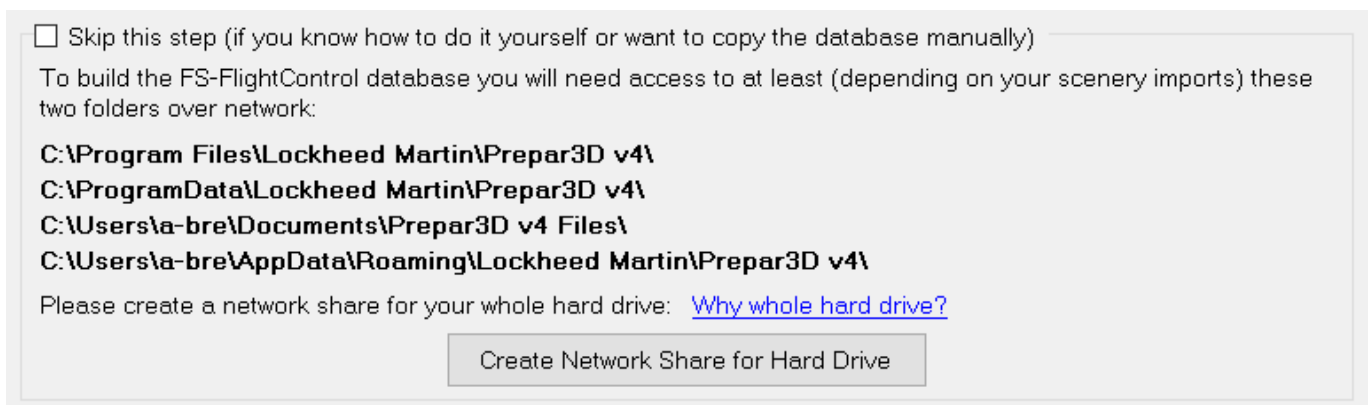 Skip this step (if you know how to do it yourself or want to copy the database manually)
To build the FS-FlightControl database you will need access to at least (depending on your scenery imports) these
two folders over network:
C:\Program Files\Lockheed Martin\Prepar3D v4\
C:\ProgramData\Lockheed Martin\Prepar3D v4\
C:\Users\a-bre\Documents\Prepar3D v4 Files\
C:\Users\a-bre\AppData\Roaming\Lockheed Martin\Prepar3D v4\
Please create a network share for your whole hard drive: Why whole hard drive?
Create Network Share for Hard Drive